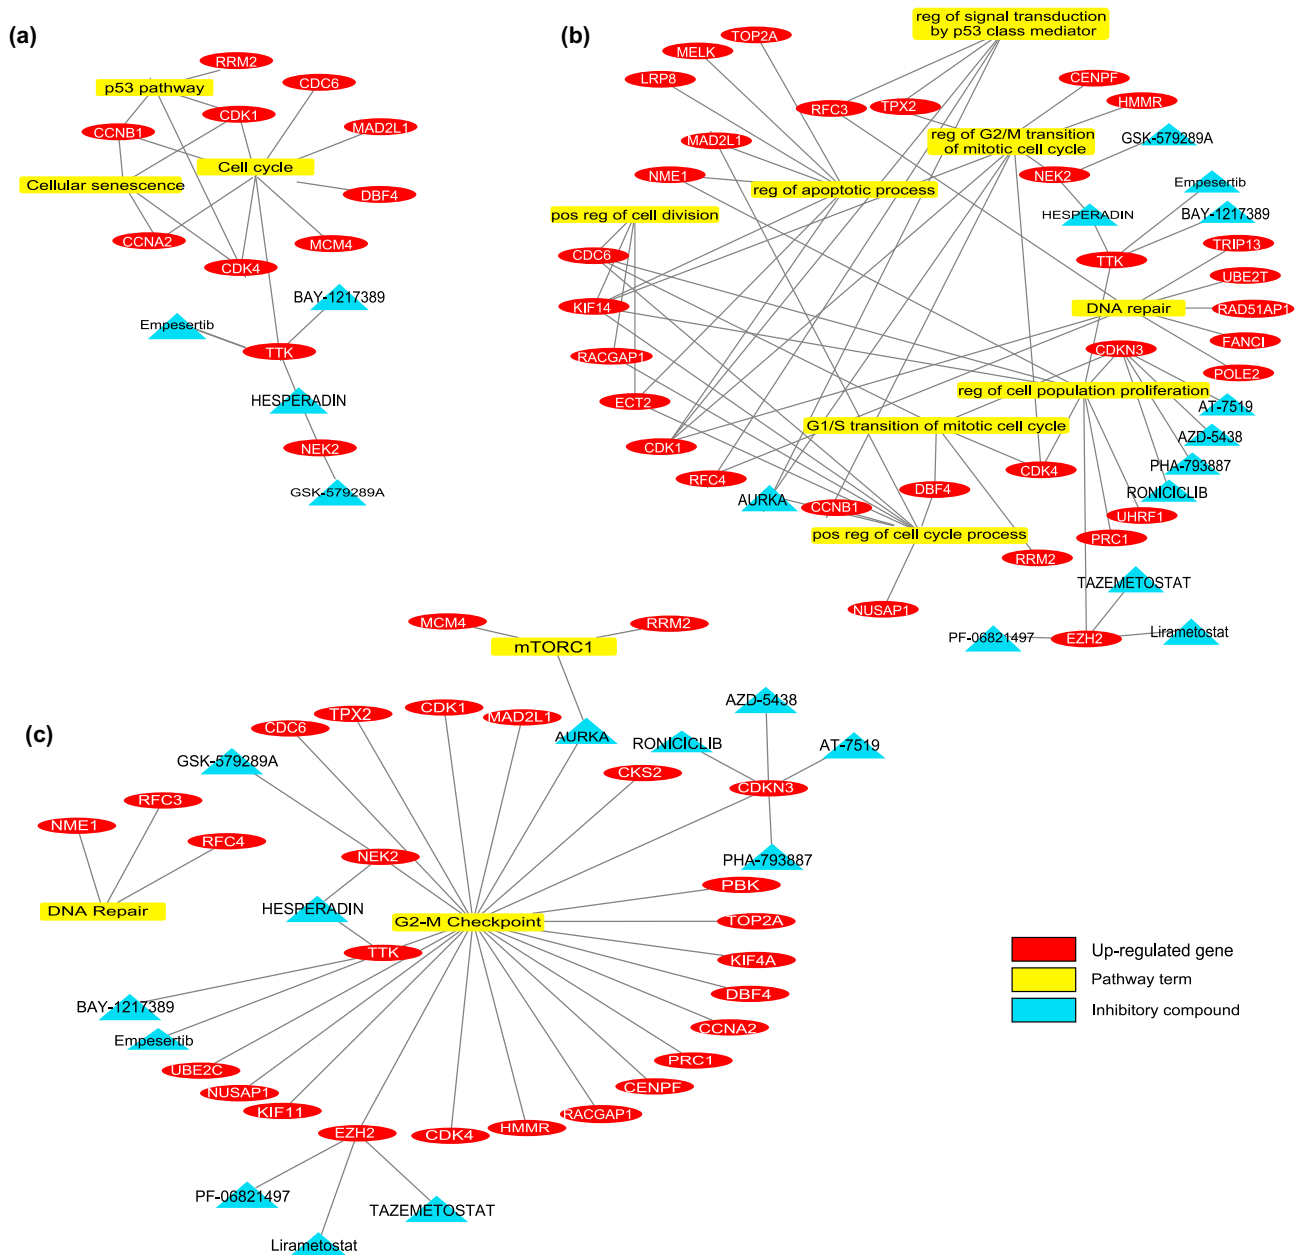 (a)
RRM2
p53 pathway
CDC6
CDK1
CCNB1
MAD2L1
Cell cycle
Cellular senescence
DBF4
CCNA2
MCM4
CDK4
BAY-1217389
Empesertib
TTK
HESPERADIN
NEK2
GSK-579289A
(b)
reg of signal transduction
by p53 class mediator
TOP2A
MELK
LRP8
CENPF
HMMR
RFC3
TPX2
MAD2L1
reg of G2/M transition
of mitotic cell cycle
GSK-579289A
NME1
reg of apoptotic process
NEK2
Empesertib
pos reg of cell division
HESPERADIN
BAY-1217389
CDC6
TTK
TRIP13
UBE2T
KIF14
DNA repair
RAD51AP1
FANCI
RACGAP1
CDKN3
POLE2
reg of cell population proliferation
ECT2
AT-7519
G1/S transition of mitotic cell cycle
AZD-5438
CDK1
PHA-793887
CDK4
RFC4
DBF4
RONICICLIB
AURKA
CCNB1
UHRF1
pos reg of cell cycle process
PRC1
RRM2
TAZEMETOSTAT
NUSAP1
PF-06821497
EZH2
Lirametostat
(c)
MCM4
RRM2
mTORC1
AZD-5438
CDK1
TPX2
MAD2L1
CDC6
AURKA
RONICICLIB
AT-7519
GSK-579289A
CKS2
CDKN3
RFC3
NME1
RFC4
NEK2
PHA-793887
PBK
DNA Repair
HESPERADIN
G2-M Checkpoint
TOP2A
TTK
KIF4A
DBF4
BAY-1217389
CCNA2
Empesertib
PRC1
UBE2C
CENPF
NUSAP1
KIF11
RACGAP1
HMMR
EZH2
CDK4
PF-06821497
TAZEMETOSTAT
Lirametostat
Up-regulated gene
Pathway term
Inhibitory compound